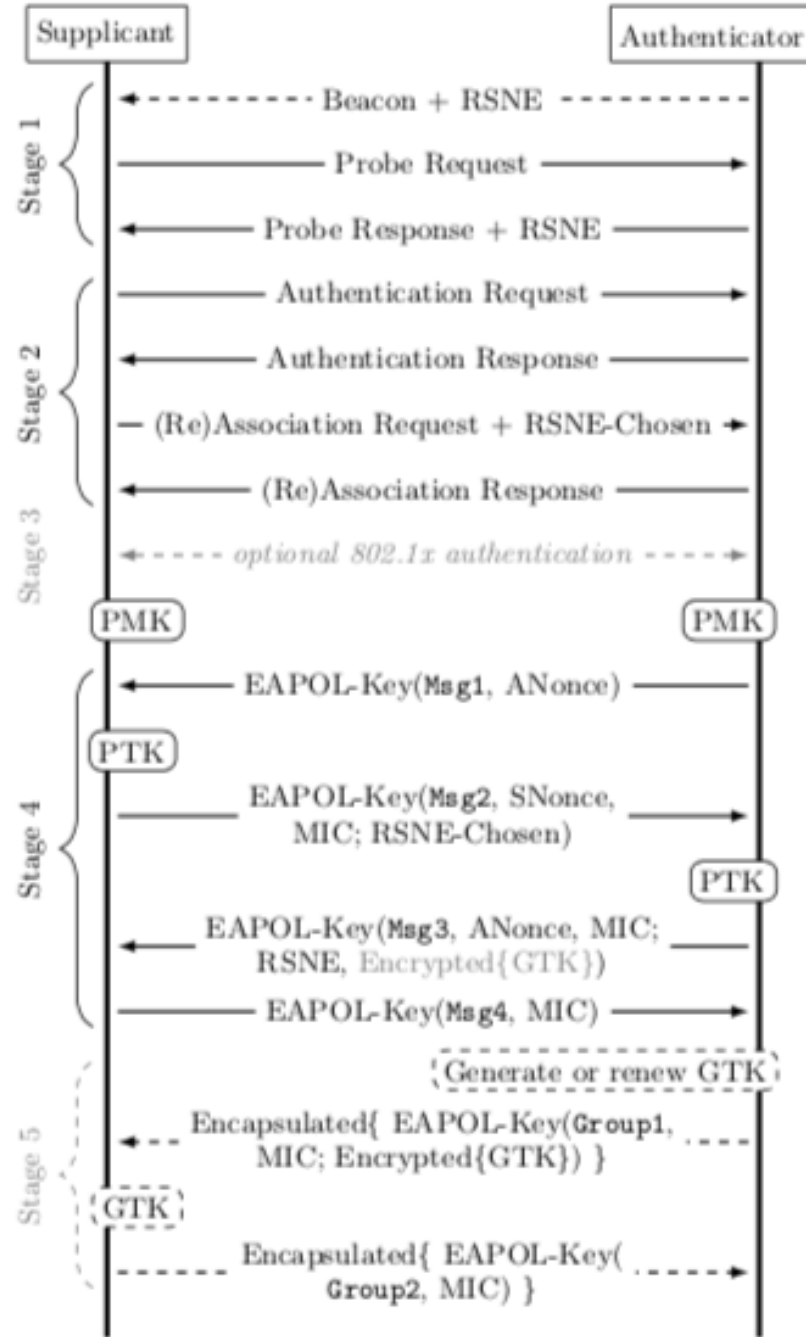 Supplicant
Authenticator
Stage 1
Beacon + RSNE
Probe Request
Probe Response + RSNE
Stage 2
Authentication Request
Authentication Response
(Re)Association Request + RSNE-Chosen
(Re)Association Response
Stage 3
optional 802.1x authentication
PMK
PMK
Stage 4
EAPOL-Key(Msg1, ANonce)
PTK
EAPOL-Key(Msg2, SNonce,
MIC; RSNE-Chosen)
PTK
EAPOL-Key(Msg3, ANonce, MIC;
RSNE, Encrypted{GTK})
EAPOL-Key(Msg4, MIC)
Generate or renew GTK
Stage 5
Encapsulated{ EAPOL-Key(Group1,
MIC; Encrypted{GTK}) }
GTK
Encapsulated{ EAPOL-Key(
Group2, MIC) }